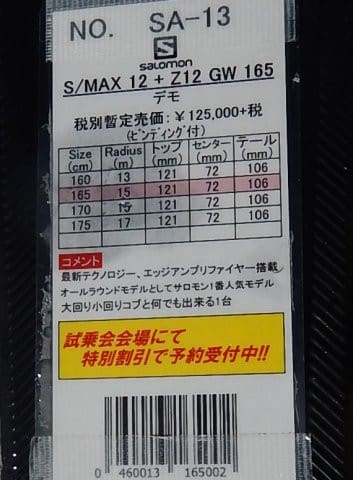 NO. SA-13
salomon
S/MAX 12 + Z12 GW 165
デモ
税別暫定売価:¥125,000+税
(ビンディング付)
Size (cm) Radius (m) トップ (mm) センター (mm) テール (mm)
160 13 121 72 106
165 15 121 72 106
170 15 121 72 106
175 17 121 72 106
コメント
最新テクノロジー、エッジアンプリファイヤー搭載
オールラウンドモデルとしてサロモン1番人気モデル
大回り小回りコブと何でも出来る1台
試乗会会場にて
特別割引で予約受付中!!
0 460013 165002